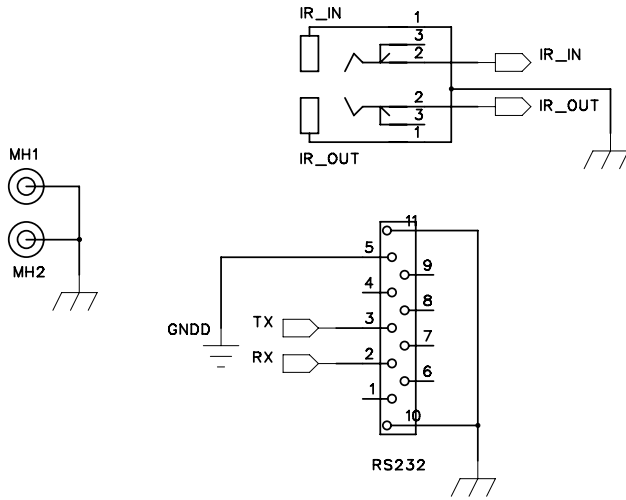 IR_IN
1
3
2
IR_IN
2
IR_OUT
3
1
IR_OUT
MH1
MH2
11
5
9
4
8
GNDD
TX
3
7
RX
2
6
1
10
RS232